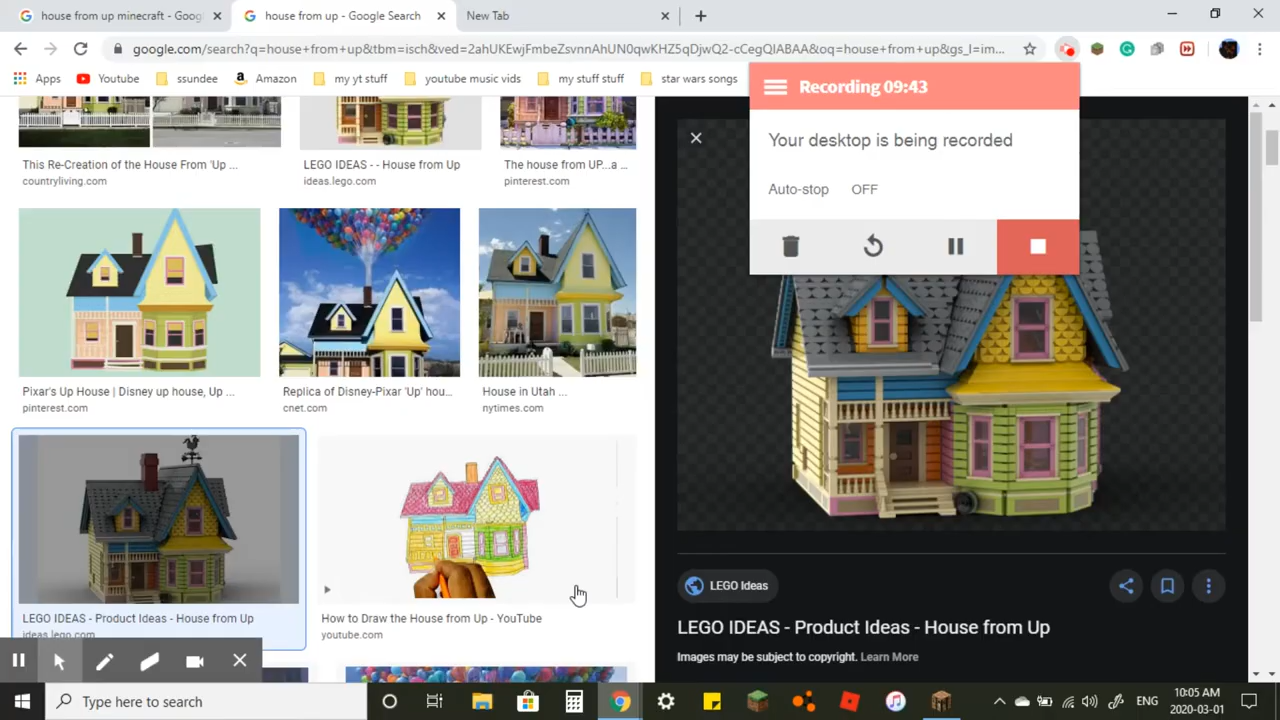 house from up minecraft - Goog
house from up - Google Search
New Tab
google.com/search?q=house+from+up&tbm=isch&ved=2ahUKEwjFmbeZsvnnAhUN0qwKHZ5qDjwQ2-cCegQIABAA&oq=house+from+up&gs_l=im...
Apps
Youtube
ssundee
Amazon
my yt stuff
youtube music vids
my stuff stuff
star wars songs
Recording 09:43
Your desktop is being recorded
Auto-stop OFF
This Re-Creation of the House From 'Up ...
countryliving.com
LEGO IDEAS - - House from Up
ideas.lego.com
The house from UP...a ...
pinterest.com
Pixar's Up House | Disney up house, Up ...
pinterest.com
Replica of Disney-Pixar 'Up' hou...
cnet.com
House in Utah ...
nytimes.com
LEGO IDEAS - Product Ideas - House from Up
ideas.lego.com
How to Draw the House from Up - YouTube
youtube.com
LEGO Ideas
LEGO IDEAS - Product Ideas - House from Up
Images may be subject to copyright. Learn More
Type here to search
ENG
10:05 AM
2020-03-01